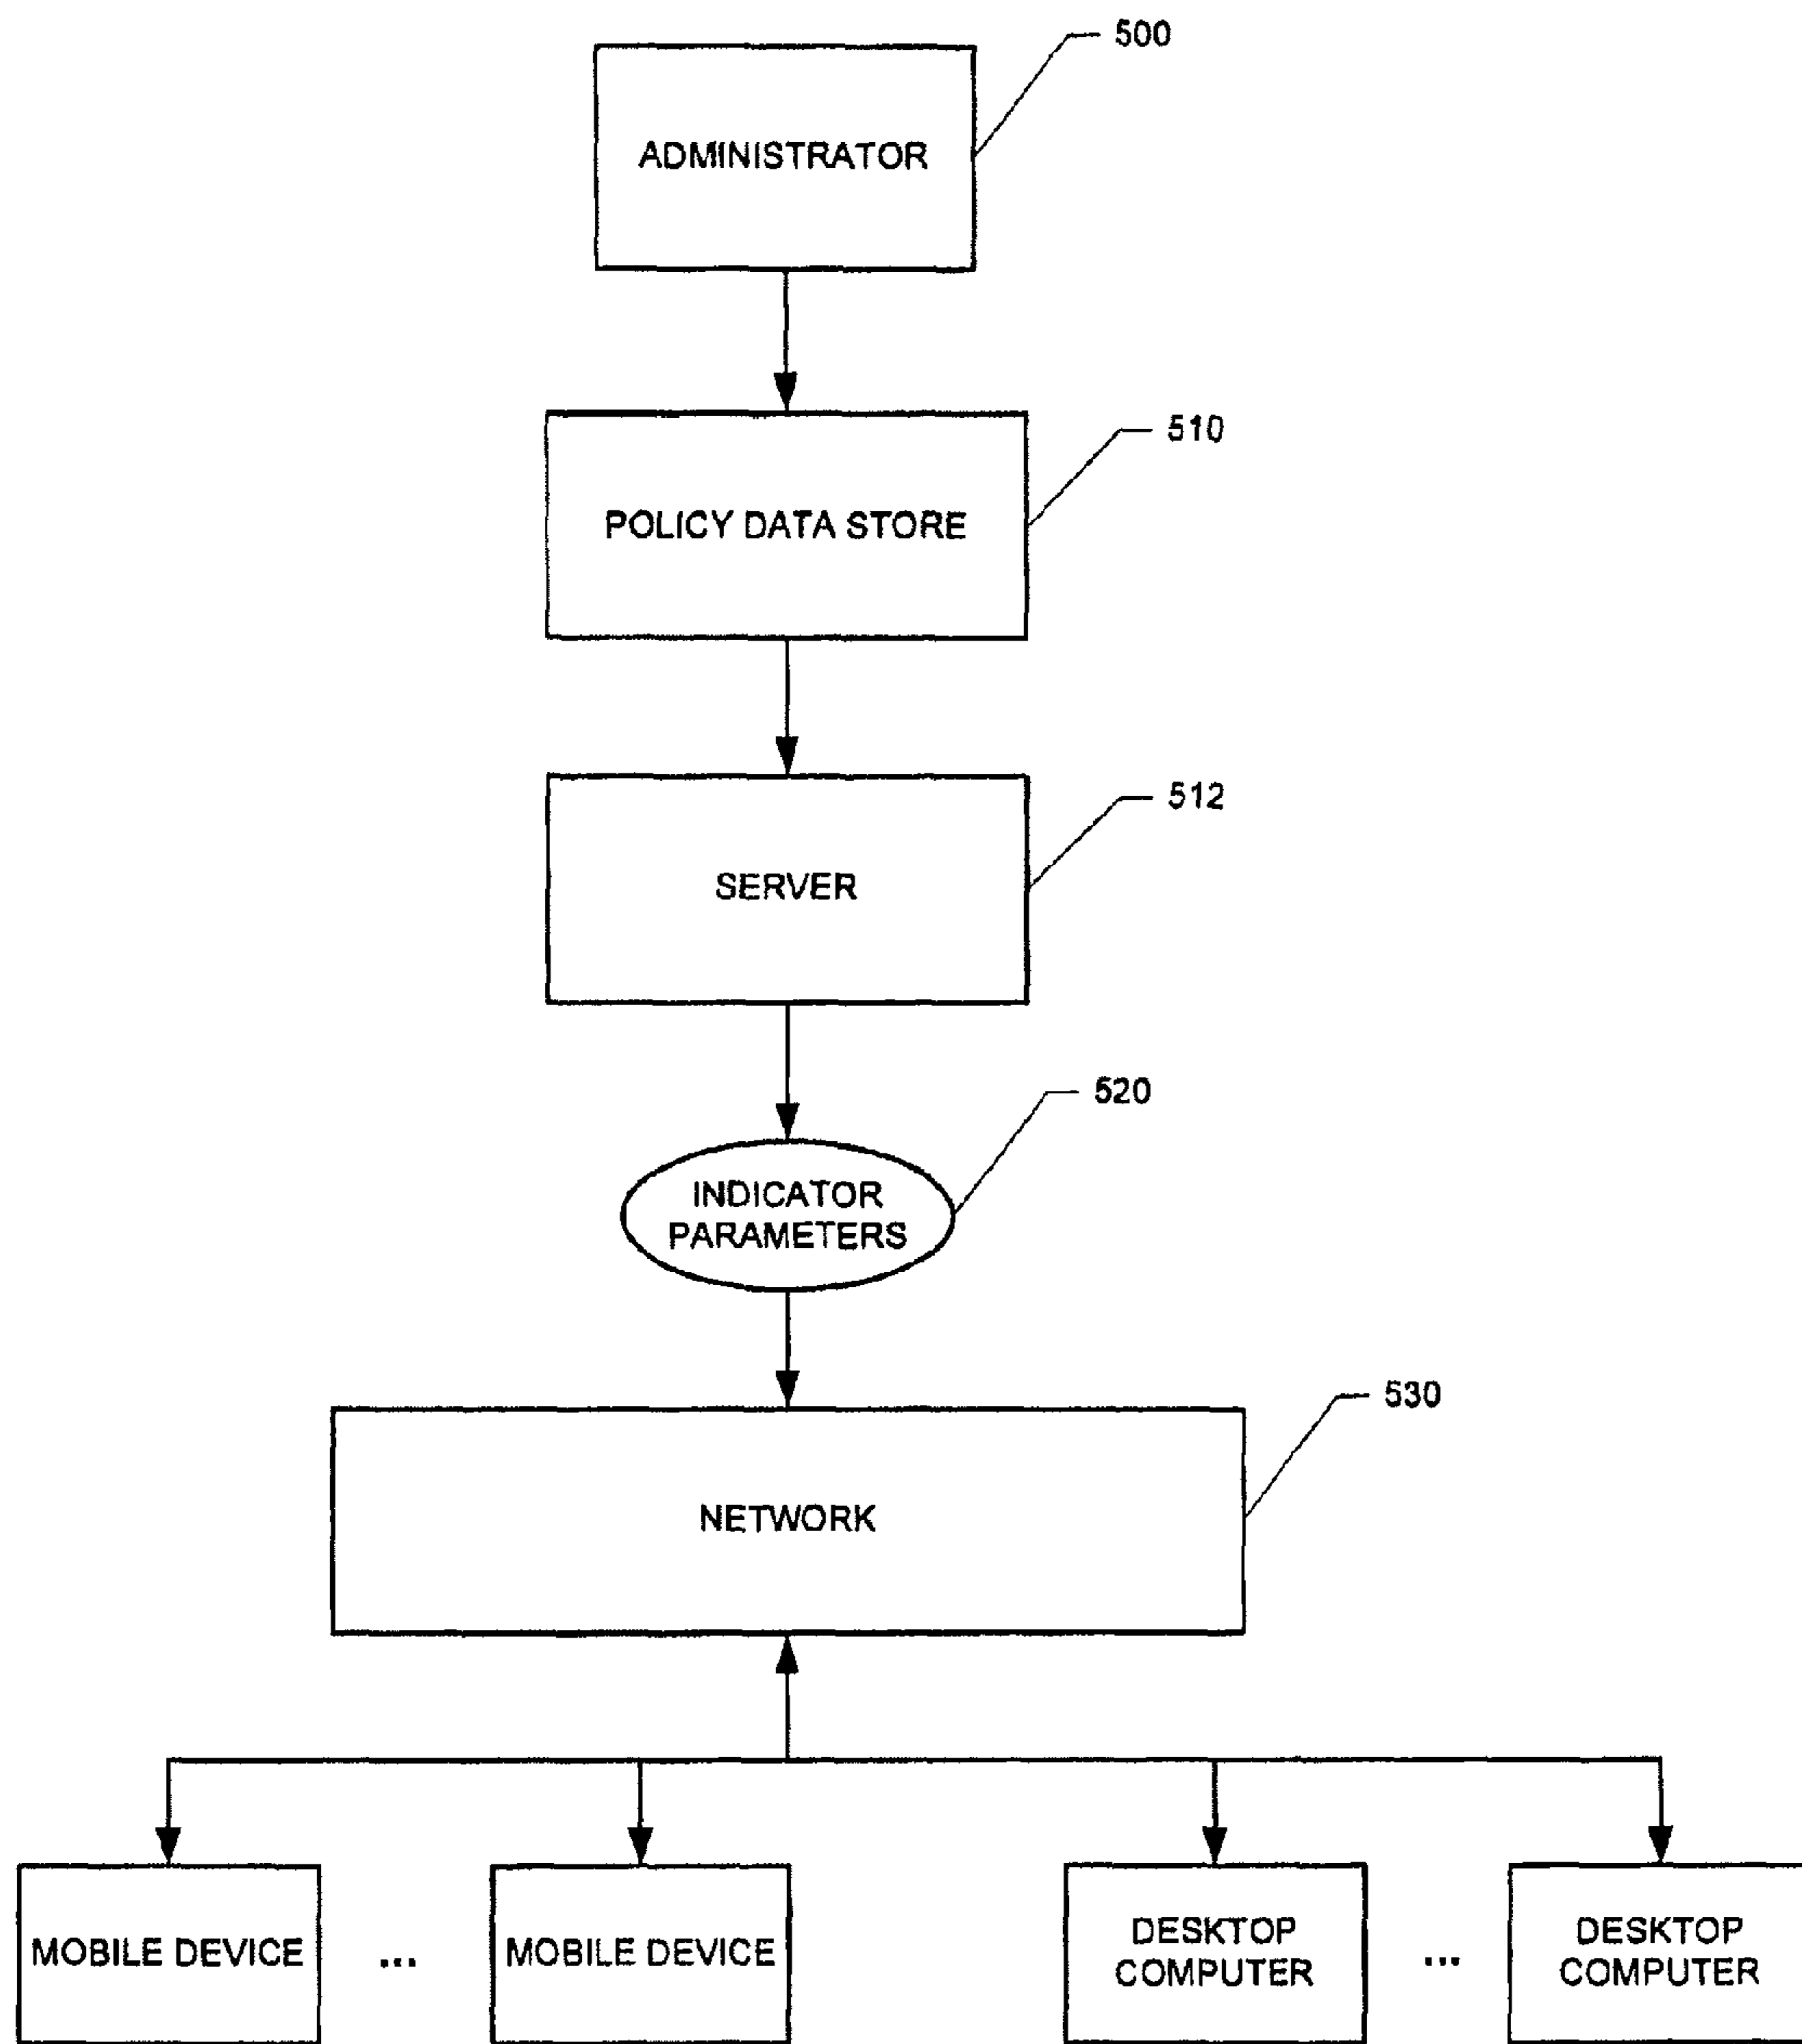 500
ADMINISTRATOR
510
POLICY DATA STORE
512
SERVER
520
INDICATOR
PARAMETERS
530
NETWORK
MOBILE DEVICE
...
MOBILE DEVICE
DESKTOP
COMPUTER
...
DESKTOP
COMPUTER